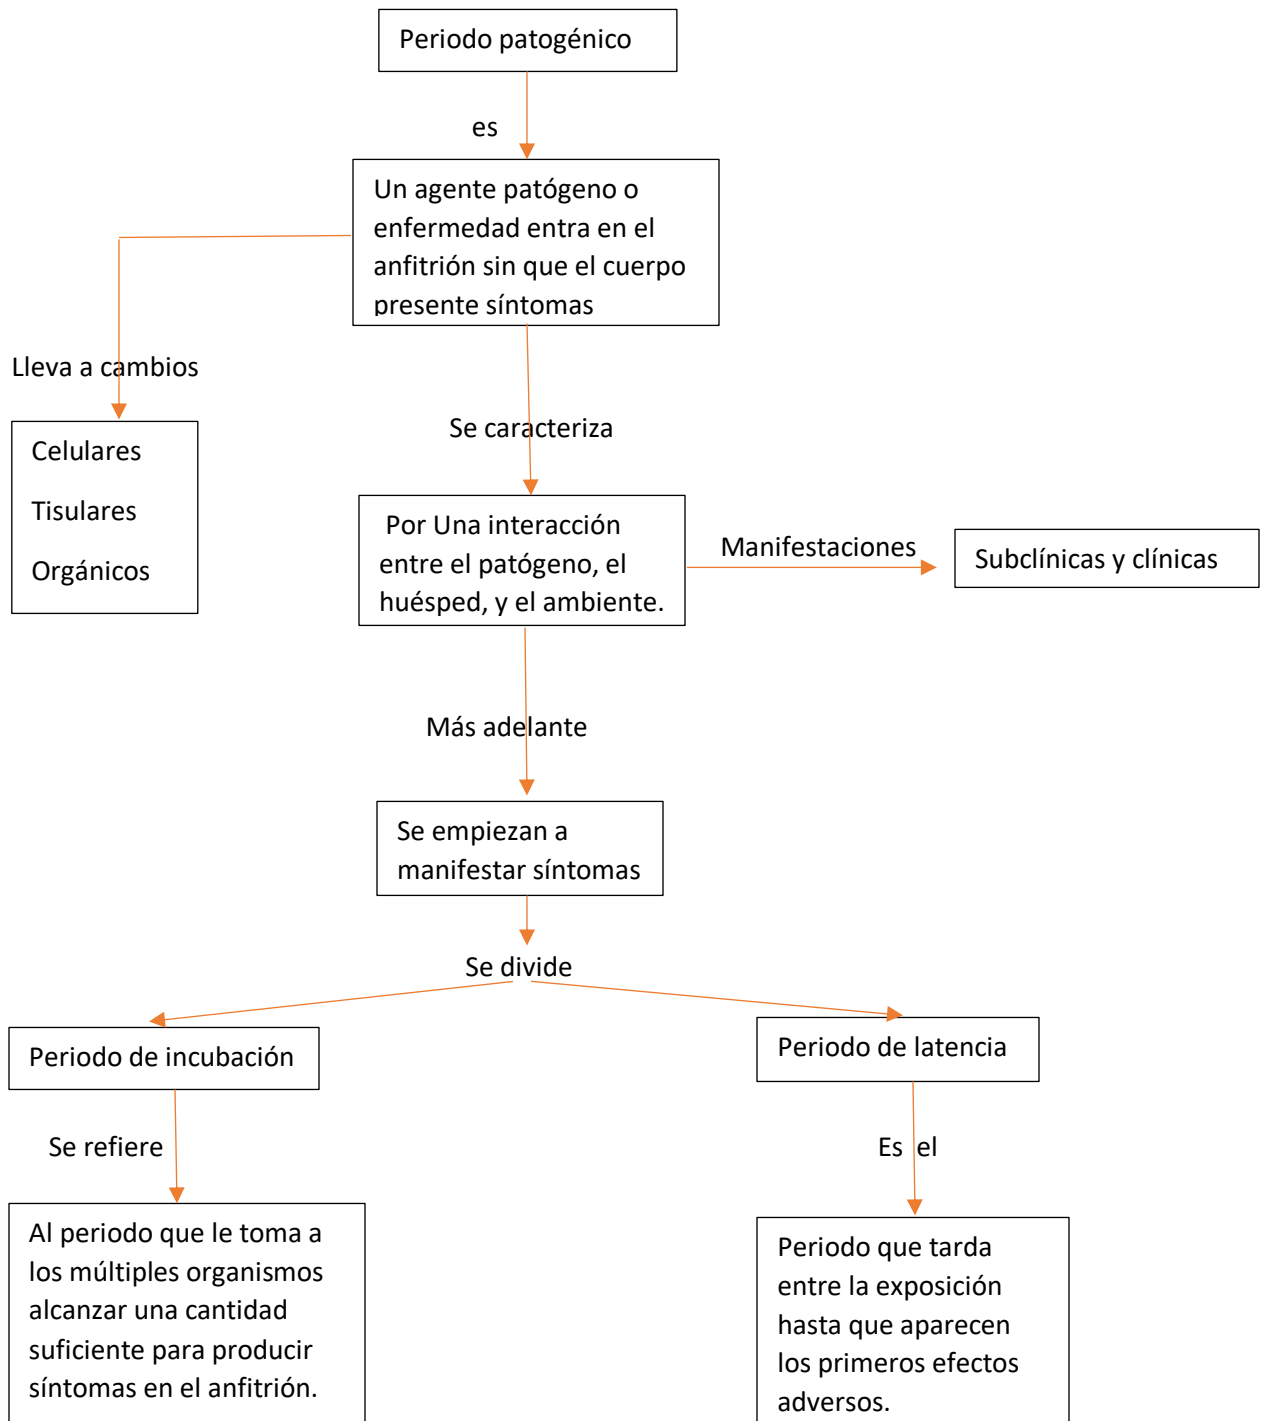 Periodo patogénico
es
Un agente patógeno o
enfermedad entra en el
anfitrión sin que el cuerpo
presente síntomas
Lleva a cambios
Celulares
Tisulares
Orgánicos
Se caracteriza
Por Una interacción
entre el patógeno, el
huésped, y el ambiente.
Manifestaciones
Subclínicas y clínicas
Más adelante
Se empiezan a
manifestar síntomas
Se divide
Periodo de incubación
Se refiere
Al periodo que le toma a
los múltiples organismos
alcanzar una cantidad
suficiente para producir
síntomas en el anfitrión.
Periodo de latencia
Es el
Periodo que tarda
entre la exposición
hasta que aparecen
los primeros efectos
adversos.